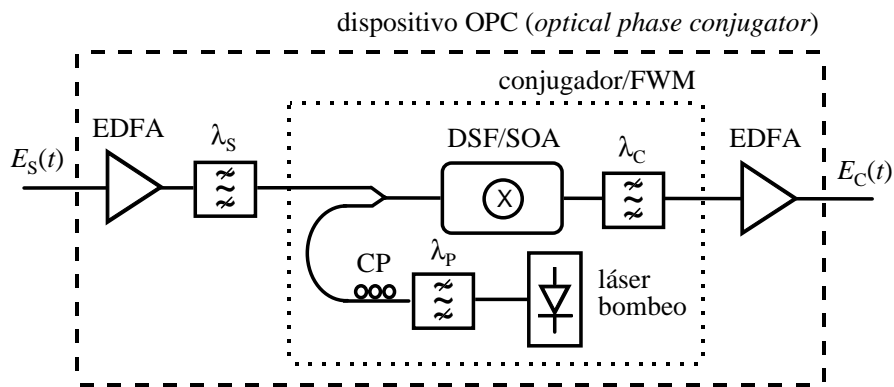 dispositivo OPC (optical phase conjugator)
conjugador/FWM
EDFA
λS
DSF/SOA
λC
EDFA
ES(t)
EC(t)
X
CP
λP
láser
bombeo